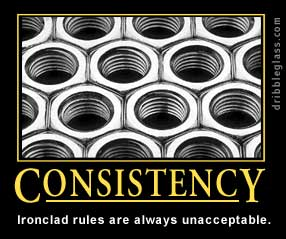 dribbleglass.com
CONSISTENCY
Ironclad rules are always unacceptable.